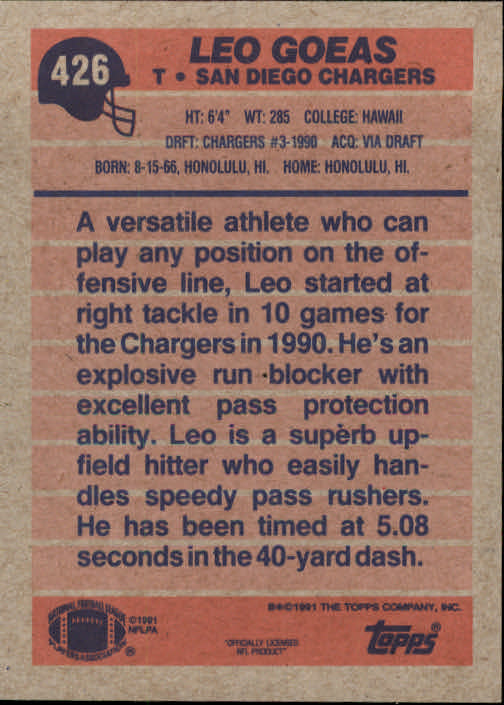 426
LEO GOEAS
T • SAN DIEGO CHARGERS
HT: 6'4" WT: 285 COLLEGE: HAWAII
DRFT: CHARGERS #3-1990 ACQ: VIA DRAFT
BORN: 8-15-66, HONOLULU, HI. HOME: HONOLULU, HI.
A versatile athlete who can
play any position on the of-
fensive line, Leo started at
right tackle in 10 games for
the Chargers in 1990. He's an
explosive run blocker with
excellent pass protection
ability. Leo is a superb up-
field hitter who easily han-
dles speedy pass rushers.
He has been timed at 5.08
seconds in the 40-yard dash.
NATIONAL FOOTBALL LEAGUE
PLAYERS ASSOCIATION
®
©1991
NFLPA
"OFFICIALLY LICENSED
NFL PRODUCT"
®©1991 THE TOPPS COMPANY, INC.
topps®